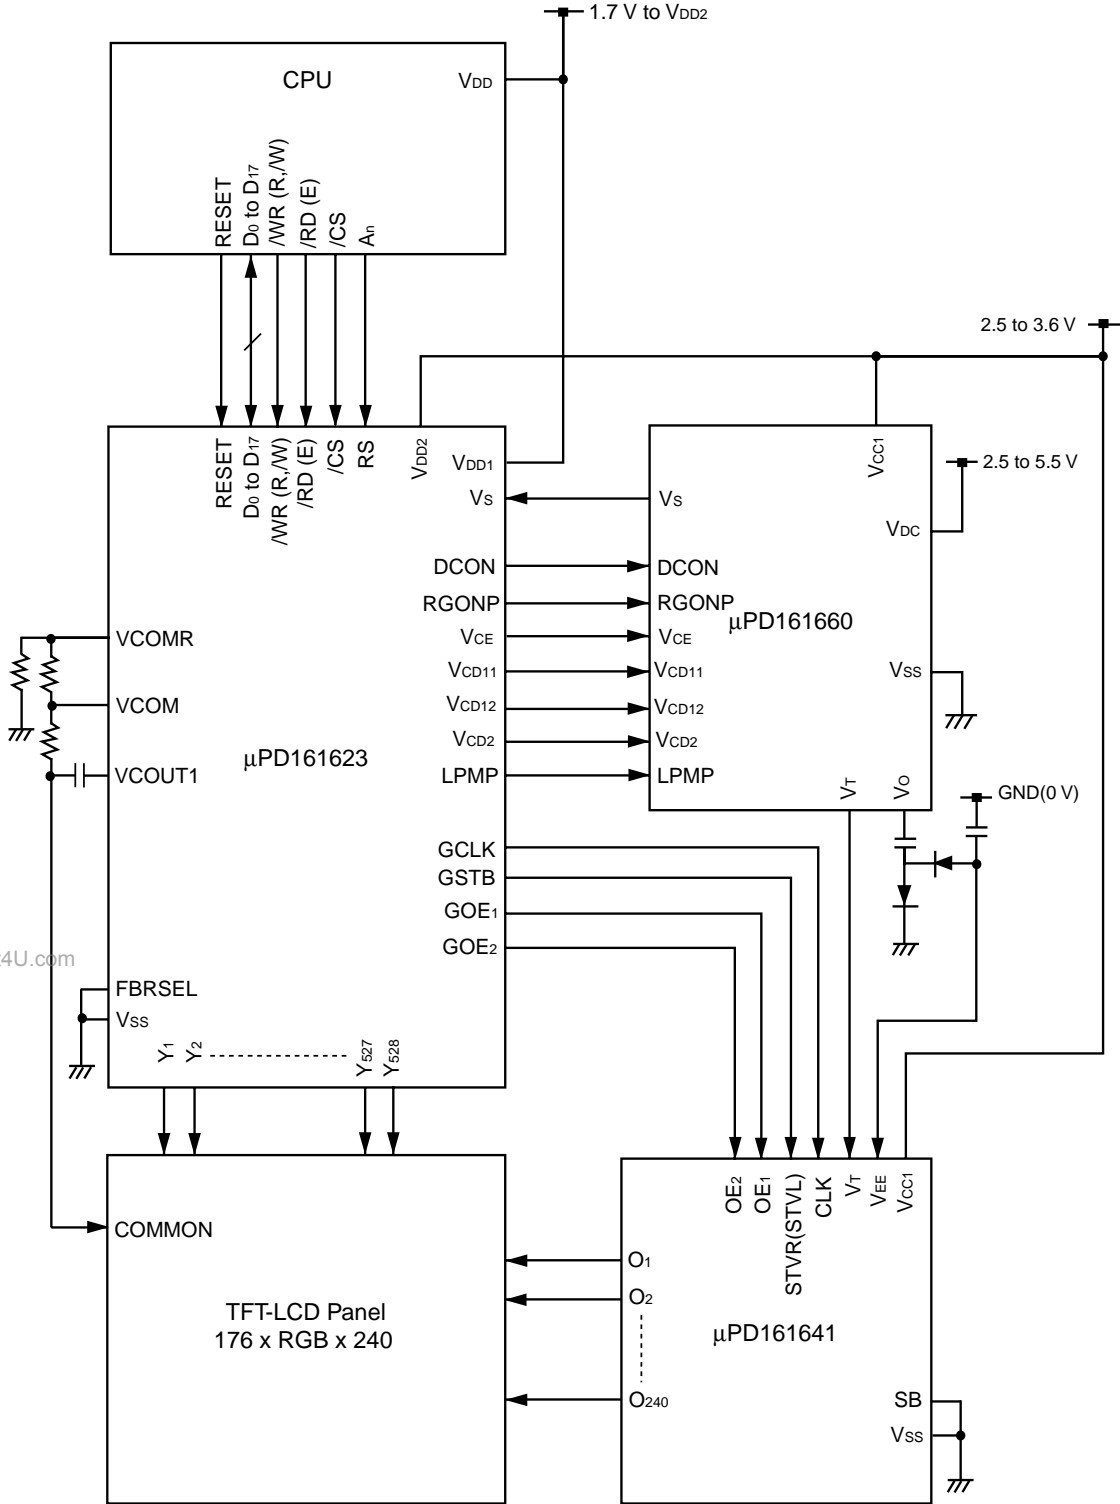 1.7 V to VDD2
CPU
VDD
RESET
D0 to D17
/WR (R,/W)
/RD (E)
/CS
An
2.5 to 3.6 V
RESET
D0 to D17
/WR (R,/W)
/RD (E)
/CS
RS
VDD2
VDD1
VS
VS
VCC1
2.5 to 5.5 V
VDC
DCON
DCON
RGONP
RGONP
μPD161660
VCE
VCE
VCOMR
VCD11
VCD11
VSS
VCOM
VCD12
VCD12
VCD2
VCD2
μPD161623
VCOUT1
LPMP
LPMP
VT
VO
GND(0 V)
GCLK
GSTB
GOE1
GOE2
4U.com
FBRSEL
VSS
Y1
Y2
Y527
Y528
OE2
OE1
STVR(STVL)
CLK
VT
VEE
VCC1
COMMON
O1
O2
TFT-LCD Panel
176 x RGB x 240
μPD161641
O240
SB
VSS